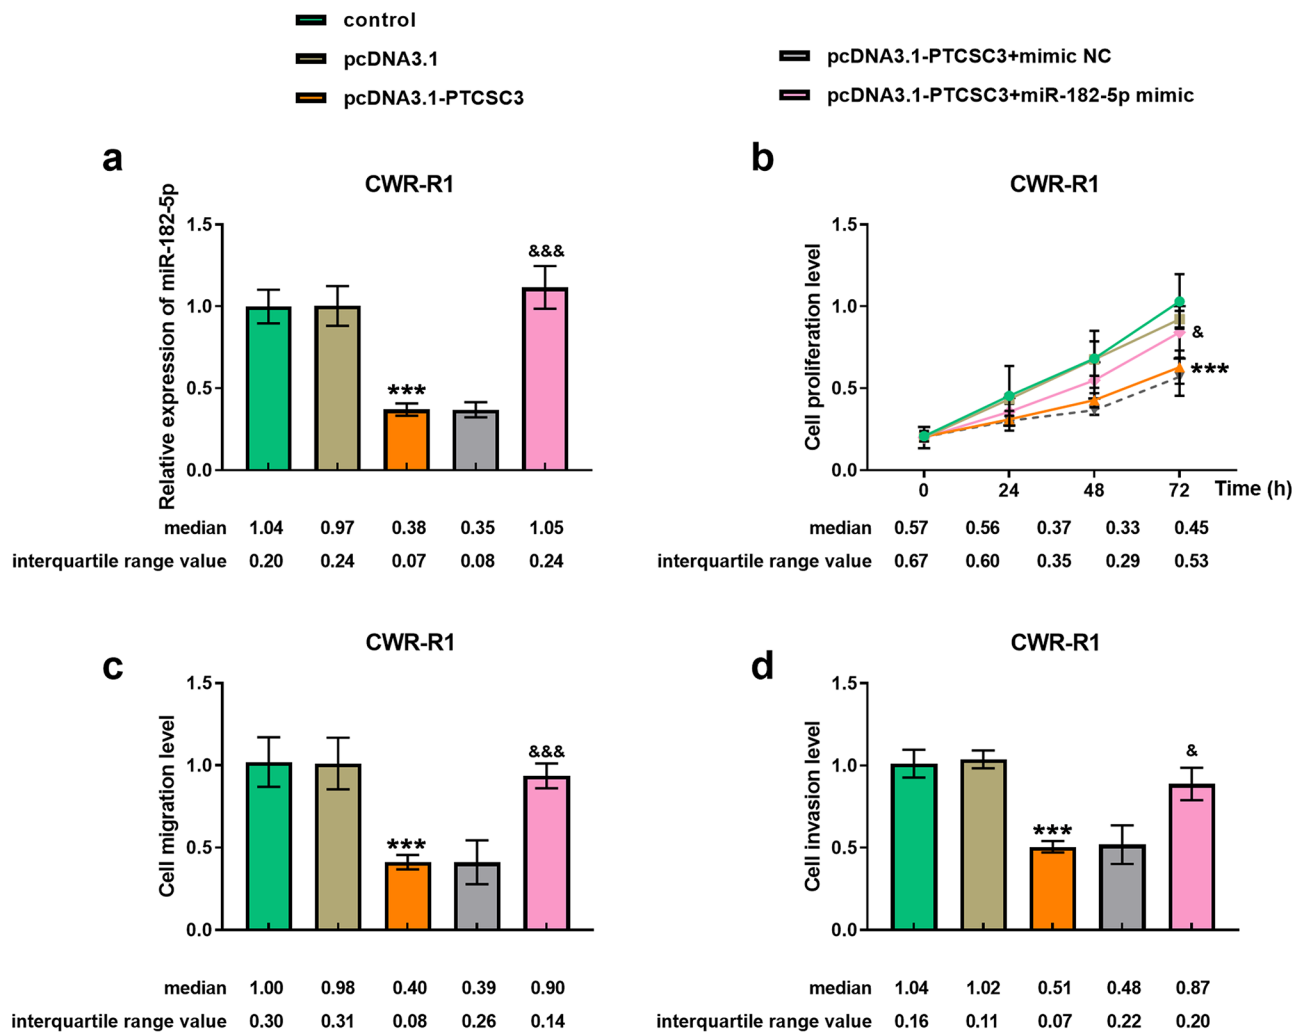 control
pcDNA3.1
pcDNA3.1-PTCSC3
pcDNA3.1-PTCSC3+mimic NC
pcDNA3.1-PTCSC3+miR-182-5p mimic
a
CWR-R1
Relative expression of miR-182-5p
1.5
1.0
0.5
0.0
***
&&&
median 1.04 0.97 0.38 0.35 1.05
interquartile range value 0.20 0.24 0.07 0.08 0.24
b
CWR-R1
Cell proliferation level
1.5
1.0
0.5
0.0
&
***
0 24 48 72 Time (h)
median 0.57 0.56 0.37 0.33 0.45
interquartile range value 0.67 0.60 0.35 0.29 0.53
c
CWR-R1
Cell migration level
1.5
1.0
0.5
0.0
***
&&&
median 1.00 0.98 0.40 0.39 0.90
interquartile range value 0.30 0.31 0.08 0.26 0.14
d
CWR-R1
Cell invasion level
1.5
1.0
0.5
0.0
***
&
median 1.04 1.02 0.51 0.48 0.87
interquartile range value 0.16 0.11 0.07 0.22 0.20